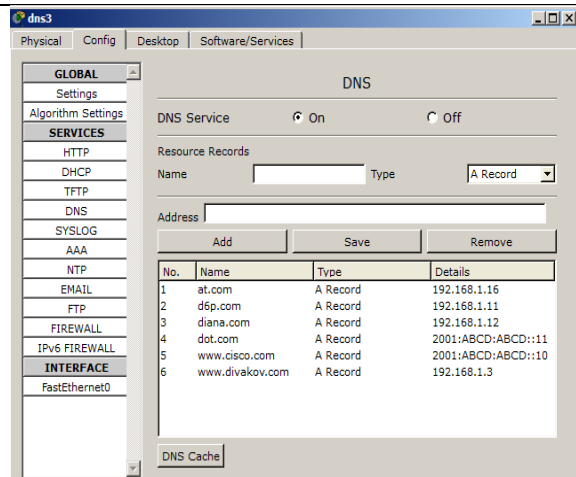 dns3
Physical Config Desktop Software/Services
GLOBAL
Settings
Algorithm Settings
SERVICES
HTTP
DHCP
TFTP
DNS
SYSLOG
AAA
NTP
EMAIL
FTP
FIREWALL
IPv6 FIREWALL
INTERFACE
FastEthernet0
DNS
DNS Service On Off
Resource Records
Name Type A Record
Address
Add Save Remove
No. Name Type Details
1 at.com A Record 192.168.1.16
2 d6p.com A Record 192.168.1.11
3 diana.com A Record 192.168.1.12
4 dot.com A Record 2001:ABCD:ABCD::11
5 www.cisco.com A Record 2001:ABCD:ABCD::10
6 www.divakov.com A Record 192.168.1.3
DNS Cache